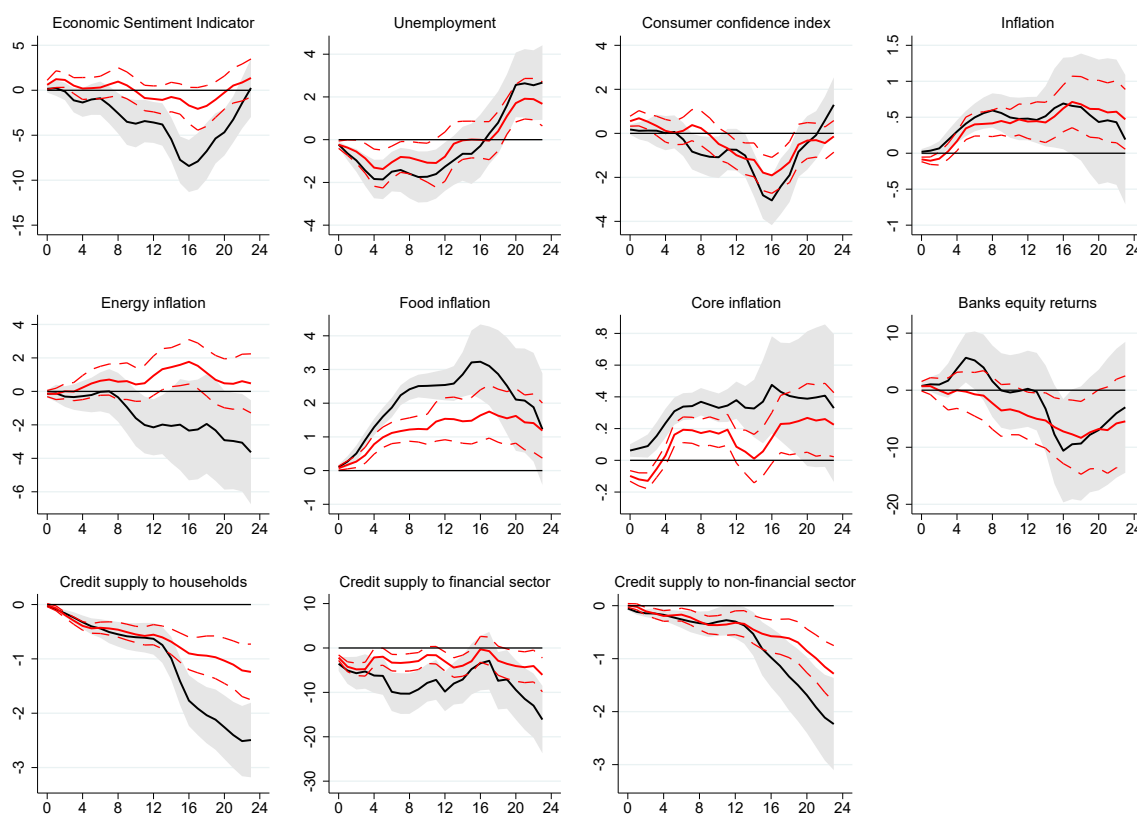 Economic Sentiment Indicator
5
0
-5
-10
-15
0 4 8 12 16 20 24
Unemployment
4
2
0
-2
-4
0 4 8 12 16 20 24
Consumer confidence index
4
2
0
-2
-4
0 4 8 12 16 20 24
Inflation
1.5
1
.5
0
.5
-1
0 4 8 12 16 20 24
Energy inflation
4
2
0
-2
-4
-6
0 4 8 12 16 20 24
Food inflation
4
3
2
1
0
-1
0 4 8 12 16 20 24
Core inflation
.8
.6
.4
.2
0
-.2
0 4 8 12 16 20 24
Banks equity returns
10
0
-10
-20
0 4 8 12 16 20 24
Credit supply to households
0
-1
-2
-3
0 4 8 12 16 20 24
Credit supply to financial sector
10
0
-10
-20
-30
0 4 8 12 16 20 24
Credit supply to non-financial sector
0
-1
-2
-3
0 4 8 12 16 20 24